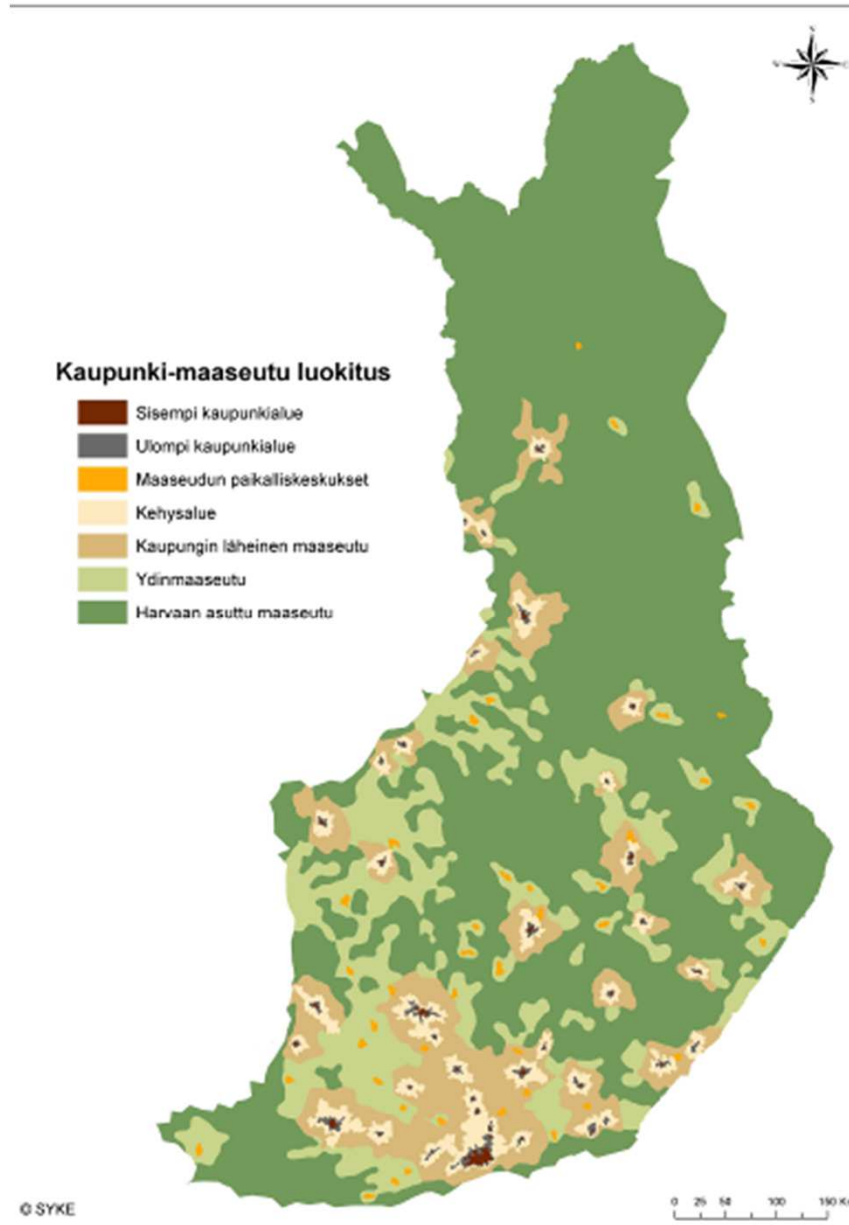 Kaupunki-maaseutu luokitus
Sisempi kaupunkialue
Ulompi kaupunkialue
Maaseudun paikalliskeskukset
Kehysalue
Kaupungin läheinen maaseutu
Ydinmaaseutu
Harvaan asuttu maaseutu
© SYKE
0 25 50 100 150